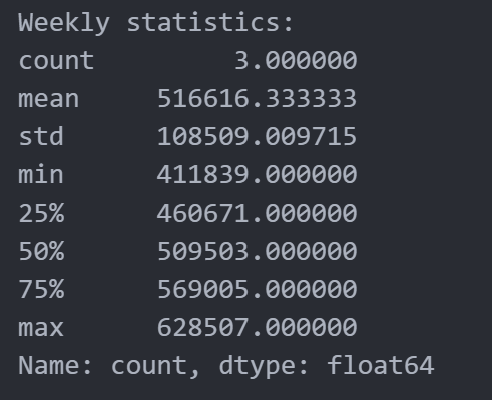 Weekly statistics:
count         3.000000
mean     516616.333333
std      108509.009715
min      411839.000000
25%      460671.000000
50%      509503.000000
75%      569005.000000
max      628507.000000
Name: count, dtype: float64